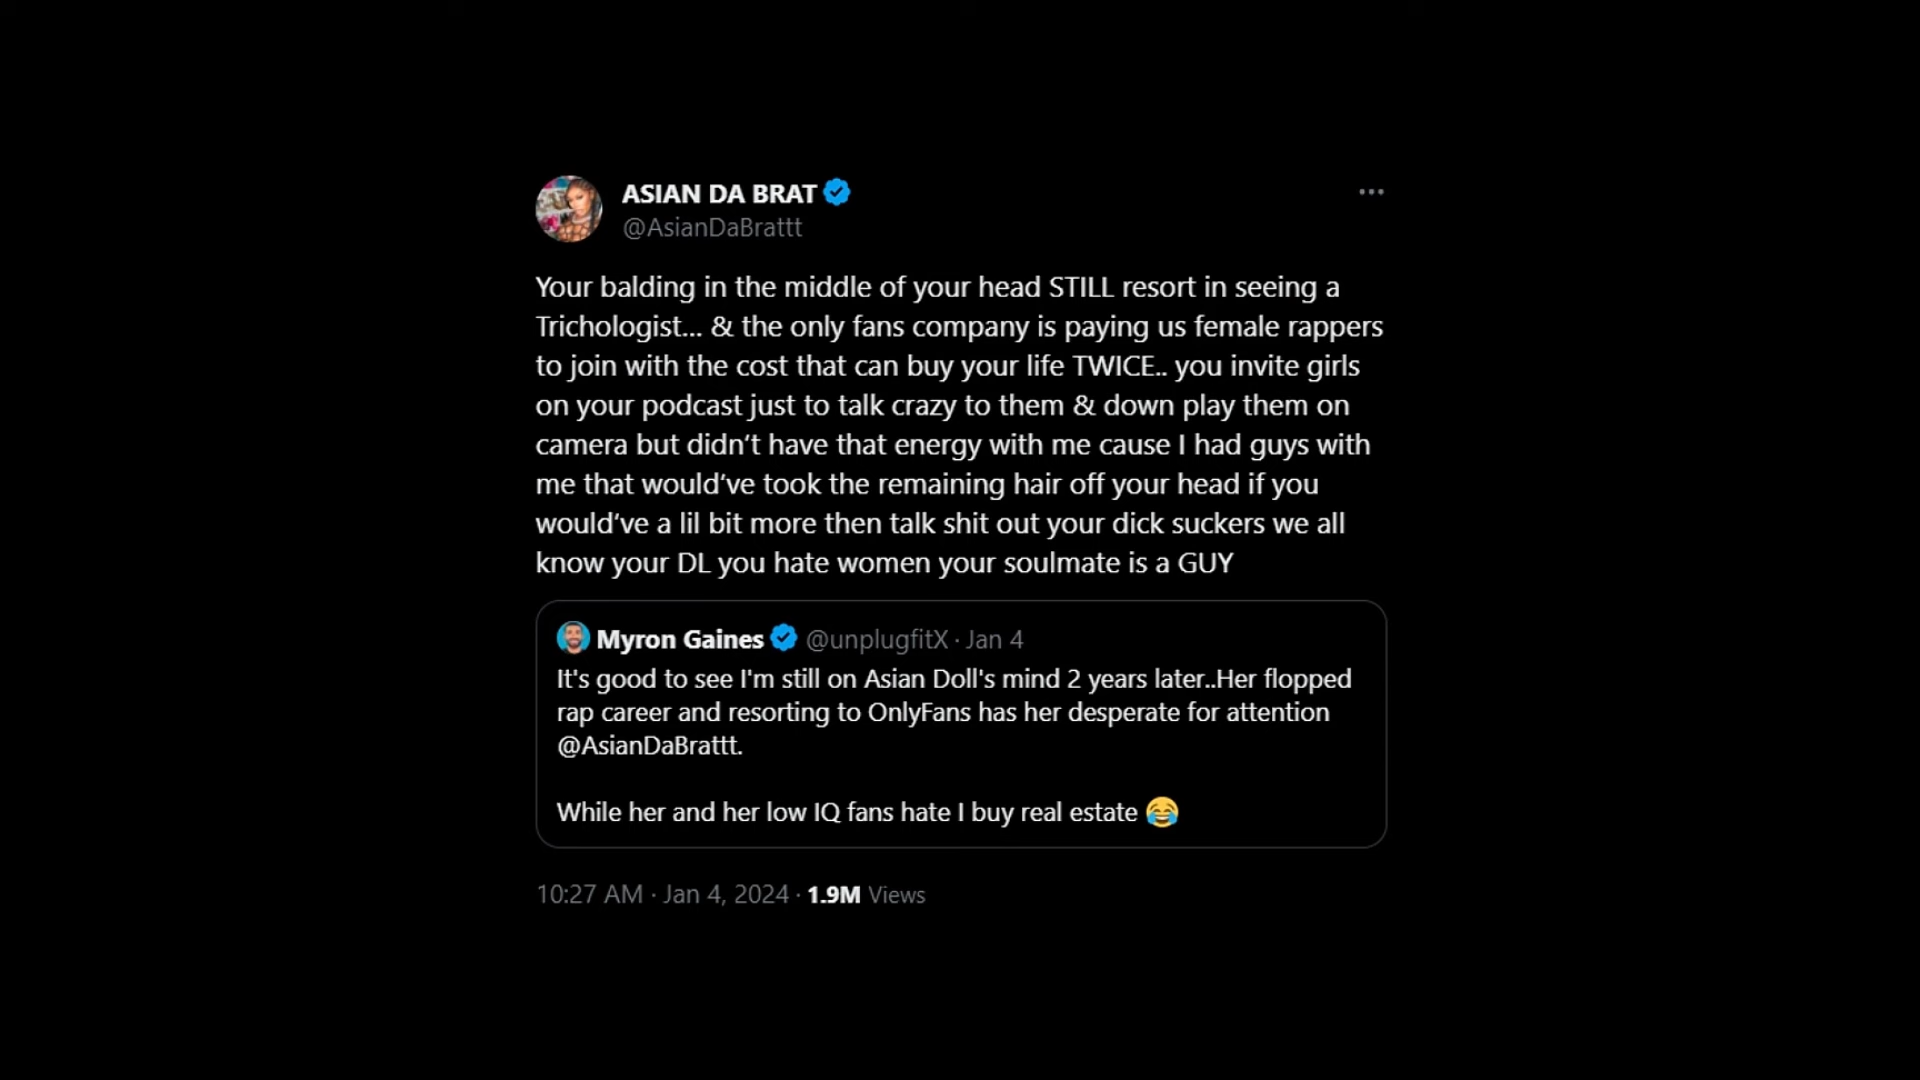 ASIAN DA BRAT
@AsianDaBrattt
Your balding in the middle of your head STILL resort in seeing a
Trichologist... & the only fans company is paying us female rappers
to join with the cost that can buy your life TWICE.. you invite girls
on your podcast just to talk crazy to them & down play them on
camera but didn’t have that energy with me cause I had guys with
me that would’ve took the remaining hair off your head if you
would’ve a lil bit more then talk shit out your dick suckers we all
know your DL you hate women your soulmate is a GUY
Myron Gaines @unplugfitX · Jan 4
It's good to see I'm still on Asian Doll's mind 2 years later..Her flopped
rap career and resorting to OnlyFans has her desperate for attention
@AsianDaBrattt.
While her and her low IQ fans hate I buy real estate 😂
10:27 AM · Jan 4, 2024 · 1.9M Views